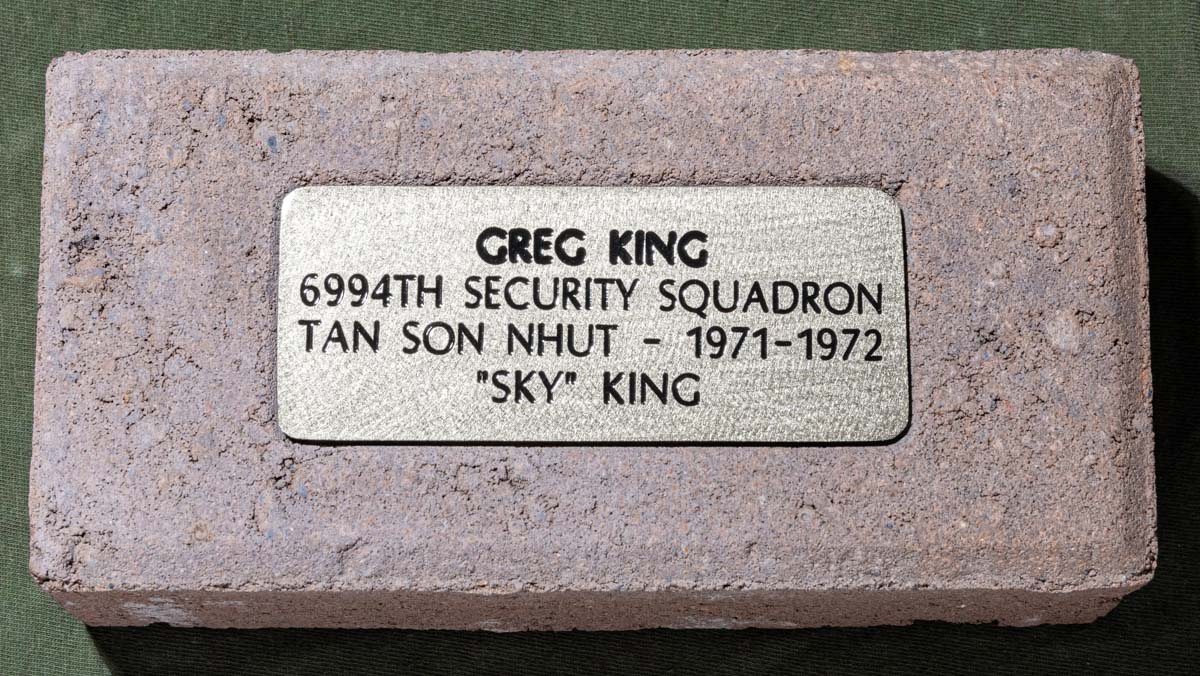 GREG KING
6994TH SECURITY SQUADRON
TAN SON NHUT - 1971-1972
"SKY" KING